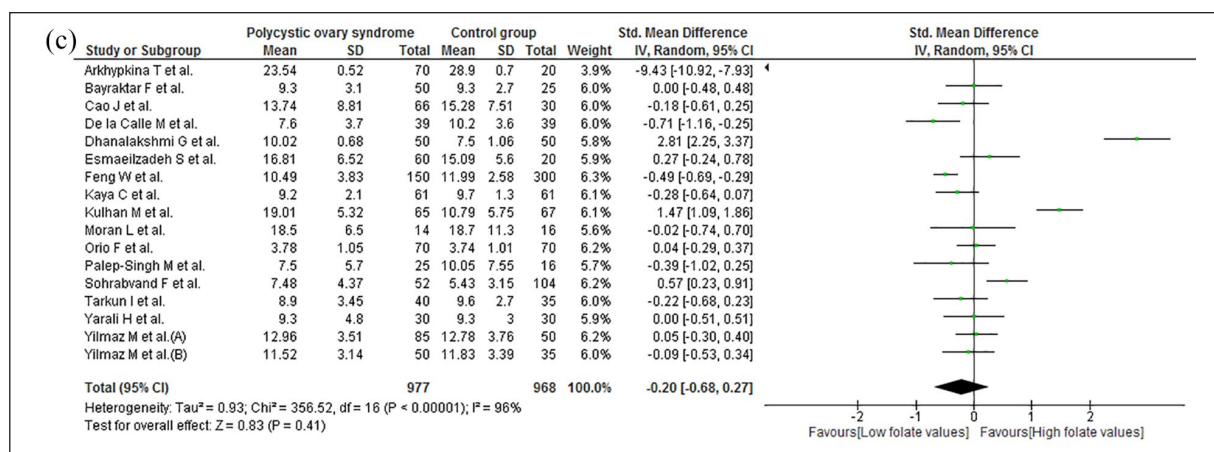 (c)
Polycystic ovary syndrome Control group Std. Mean Difference Std. Mean Difference
Study or Subgroup Mean SD Total Mean SD Total Weight IV, Random, 95% CI IV, Random, 95% CI
Arkhypkina T et al. 23.54 0.52 70 28.9 0.7 20 3.9% -9.43 [-10.92, -7.93]
Bayraktar F et al. 9.3 3.1 50 9.3 2.7 25 6.0% 0.00 [-0.48, 0.48]
Cao J et al. 13.74 8.81 66 15.28 7.51 30 6.0% -0.18 [-0.61, 0.25]
De la Calle M et al. 7.6 3.7 39 10.2 3.6 39 6.0% -0.71 [-1.16, -0.25]
Dhanalakshmi G et al. 10.02 0.68 50 7.5 1.06 50 5.8% 2.81 [2.25, 3.37]
Esmaeilzadeh S et al. 16.81 6.52 60 15.09 5.6 20 6.0% 0.27 [-0.24, 0.78]
Feng W et al. 10.49 3.83 150 11.99 2.58 300 6.3% -0.49 [-0.69, -0.29]
Kaya C et al. 9.2 2.1 61 9.7 1.3 61 6.1% -0.28 [-0.64, 0.07]
Kulhan M et al. 19.01 5.32 65 10.79 5.75 67 6.1% 1.47 [1.09, 1.86]
Moran L et al. 18.5 6.5 14 18.7 11.3 16 5.6% -0.02 [-0.74, 0.70]
Orio F et al. 3.78 1.05 70 3.74 1.01 70 6.2% 0.04 [-0.29, 0.37]
Palep-Singh M et al. 7.5 5.7 25 10.05 7.55 16 5.7% -0.39 [-1.02, 0.25]
Sohrabvand F et al. 7.48 4.37 52 5.43 3.15 104 6.1% 0.57 [0.23, 0.91]
Tarkun I et al. 8.9 3.45 40 9.6 2.7 35 6.0% -0.22 [-0.68, 0.23]
Yarali H et al. 9.3 4.8 30 9.3 3 30 5.9% 0.00 [-0.51, 0.51]
Yilmaz M et al.(A) 12.96 3.51 85 12.78 3.76 50 6.2% 0.05 [-0.30, 0.40]
Yilmaz M et al.(B) 11.52 3.14 50 11.83 3.39 35 6.0% -0.09 [-0.53, 0.34]
Total (95% CI) 977 968 100.0% -0.20 [-0.68, 0.27]
Heterogeneity: Tau² = 0.93; Chi² = 356.52, df = 16 (P < 0.00001); I² = 96%
Test for overall effect: Z = 0.83 (P = 0.41)
-2 -1 0 1 2
Favours[Low folate values] Favours[High folate values]